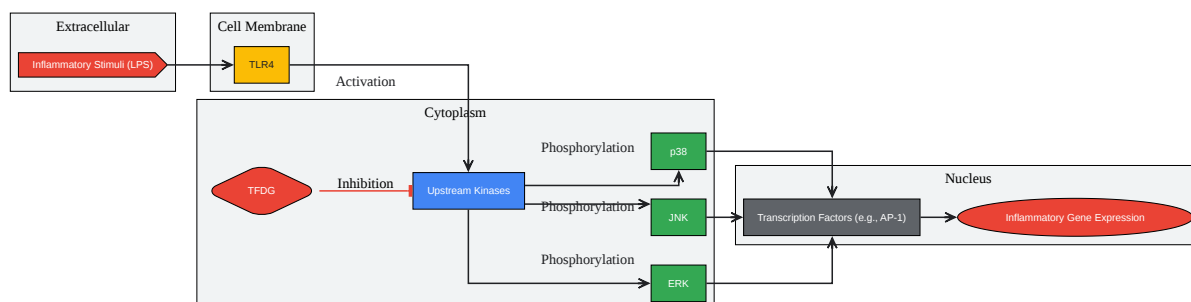 Extracellular
Cell Membrane
Inflammatory Stimuli (LPS)
TLR4
Activation
Cytoplasm
Phosphorylation
p38
TFDG
Inhibition
Upstream Kinases
Phosphorylation
JNK
Phosphorylation
ERK
Nucleus
Transcription Factors (e.g., AP-1)
Inflammatory Gene Expression